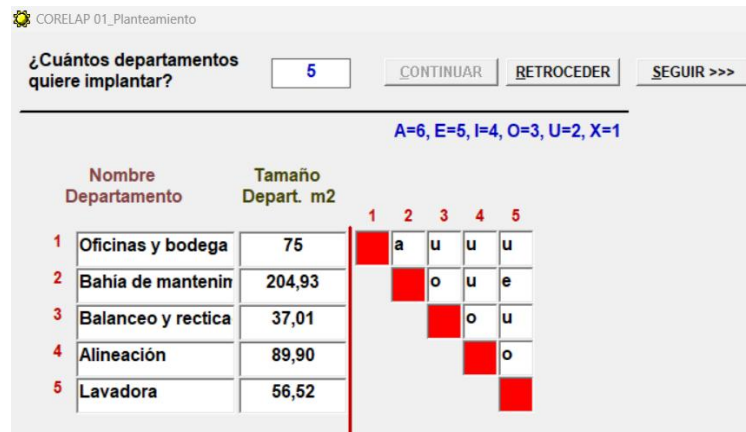 CORELAP 01_Planteamiento
¿Cuántos departamentos
quiere implantar?
5
CONTINUAR RETROCEDER SEGUIR >>>
A=6, E=5, I=4, O=3, U=2, X=1
Nombre
Departamento
Tamaño
Depart. m2
1 2 3 4 5
1 Oficinas y bodega 75 a u u u
2 Bahía de mantenim 204,93 o u e
3 Balanceo y rectica 37,01 o u
4 Alineación 89,90 o
5 Lavadora 56,52